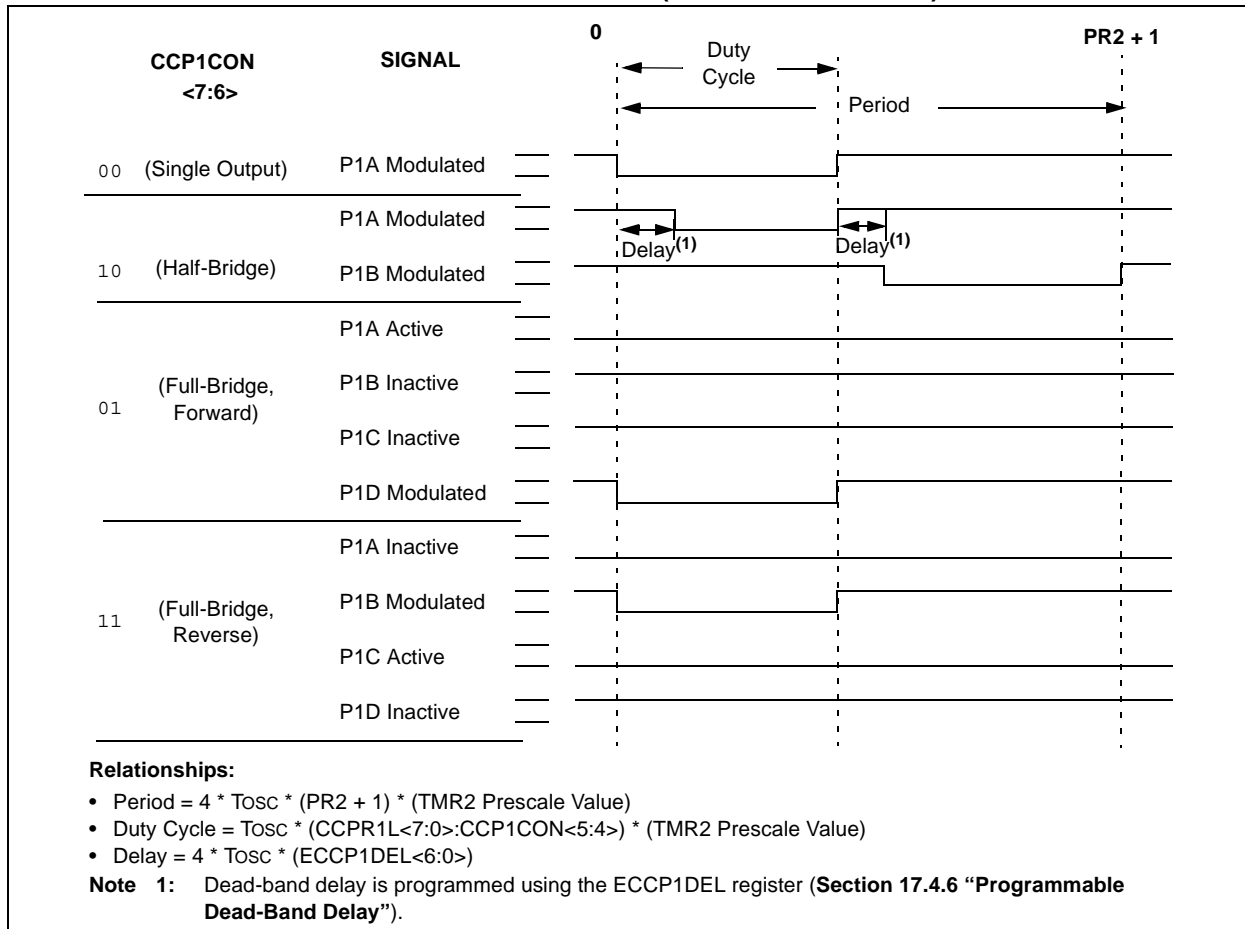 0
PR2 + 1
CCP1CON
<7:6>
SIGNAL
Duty
Cycle
Period
00 (Single Output) P1A Modulated
P1A Modulated
Delay(1) Delay(1)
10 (Half-Bridge) P1B Modulated
P1A Active
(Full-Bridge,
Forward)
P1B Inactive
01
P1C Inactive
P1D Modulated
P1A Inactive
11 (Full-Bridge,
Reverse)
P1B Modulated
P1C Active
P1D Inactive
Relationships:
• Period = 4 * TOSC * (PR2 + 1) * (TMR2 Prescale Value)
• Duty Cycle = TOSC * (CCPR1L<7:0>:CCP1CON<5:4>) * (TMR2 Prescale Value)
• Delay = 4 * TOSC * (ECCP1DEL<6:0>)
Note 1: Dead-band delay is programmed using the ECCP1DEL register (Section 17.4.6 “Programmable
Dead-Band Delay”).